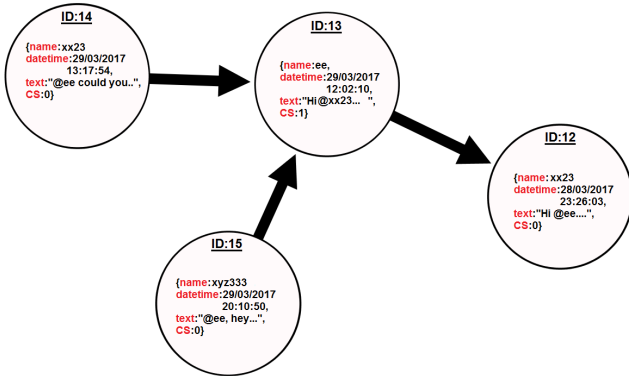 ID:14
{name:xx23
datetime:29/03/2017
13:17:54,
text:"@ee could you..",
CS:0}
ID:13
{name:ee,
datetime:29/03/2017
12:02:10,
text:"Hi@xx23... ",
CS:1}
ID:12
{name:xx23
datetime:28/03/2017
23:26:03,
text:"Hi @ee....",
CS:0}
ID:15
{name:xyz333
datetime:29/03/2017
20:10:50,
text:"@ee, hey...",
CS:0}